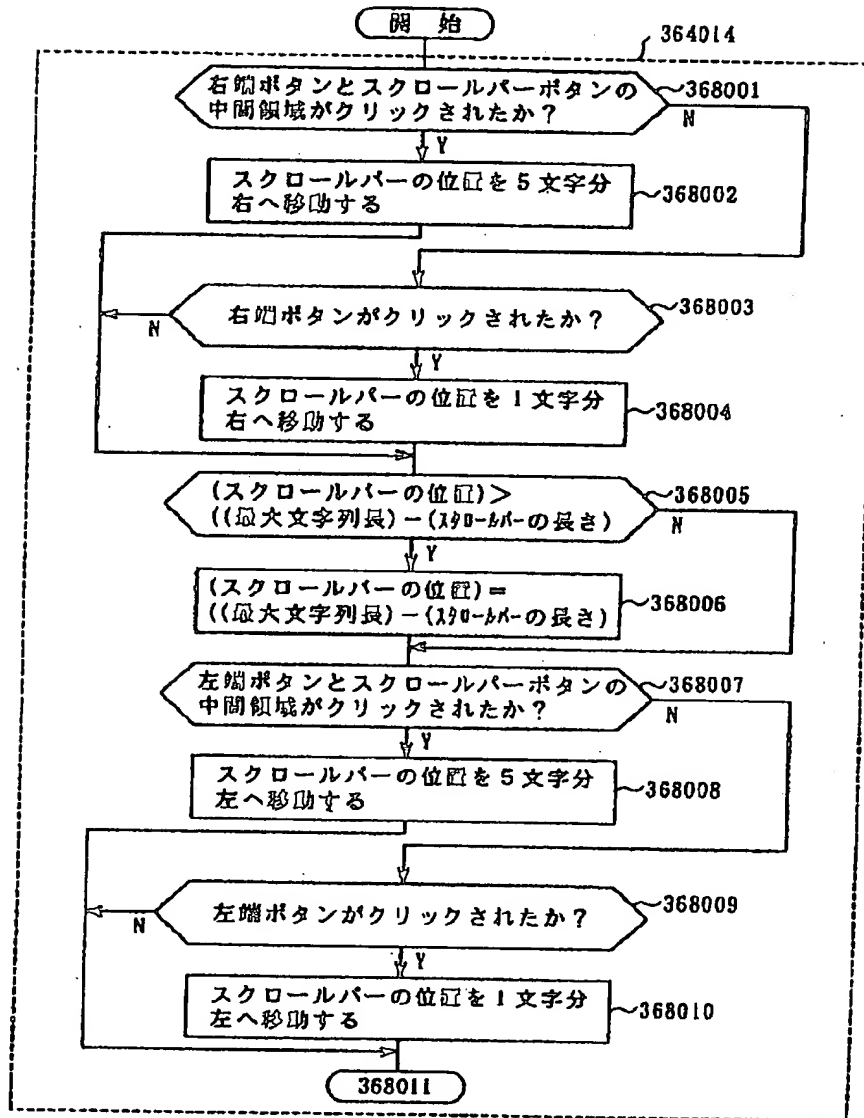 開始
364014
右端ボタンとスクロールバーボタンの
中間領域がクリックされたか？
368001
N
Y
スクロールバーの位置を5文字分
右へ移動する
368002
右端ボタンがクリックされたか？
368003
N
Y
スクロールバーの位置を1文字分
右へ移動する
368004
(スクロールバーの位置)＞
((最大文字列長)－(スクロールバーの長さ)
368005
N
Y
(スクロールバーの位置)＝
((最大文字列長)－(スクロールバーの長さ)
368006
左端ボタンとスクロールバーボタンの
中間領域がクリックされたか？
368007
N
Y
スクロールバーの位置を5文字分
左へ移動する
368008
左端ボタンがクリックされたか？
368009
N
Y
スクロールバーの位置を1文字分
左へ移動する
368010
368011